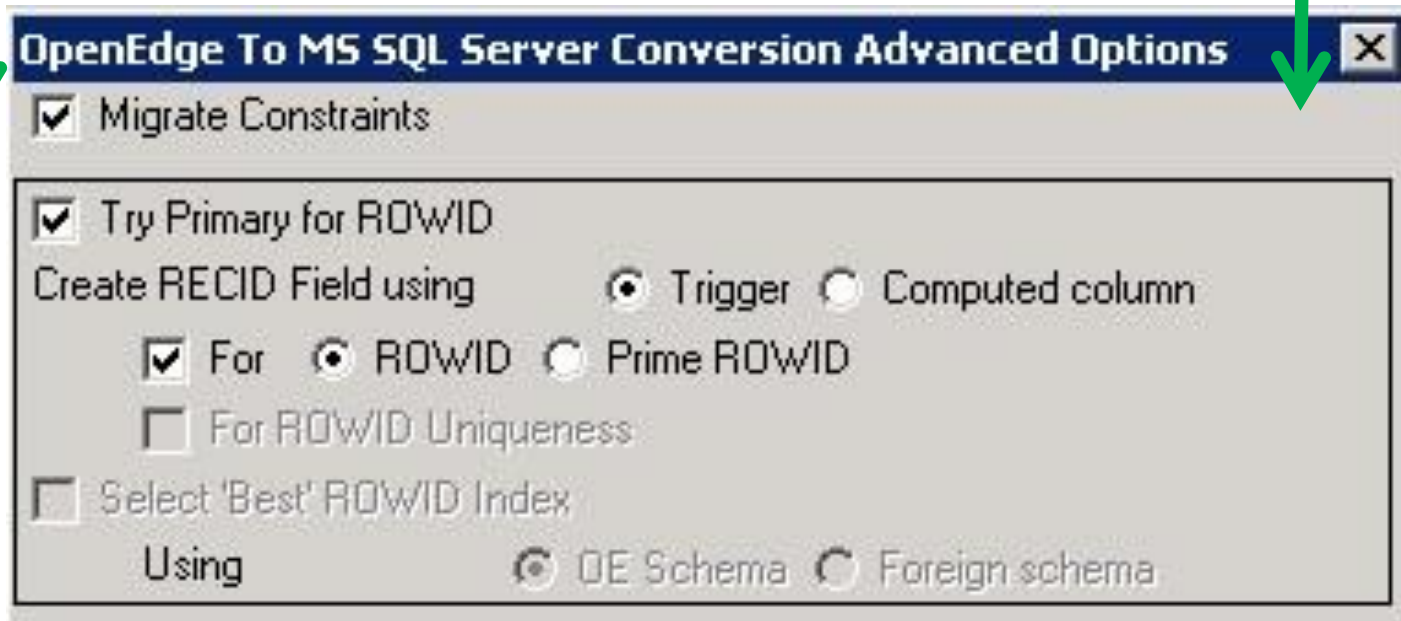 OpenEdge To MS SQL Server Conversion Advanced Options
Migrate Constraints
Try Primary for ROWID
Create RECID Field using Trigger Computed column
For ROWID Prime ROWID
For ROWID Uniqueness
Select 'Best' ROWID Index
Using OE Schema Foreign schema